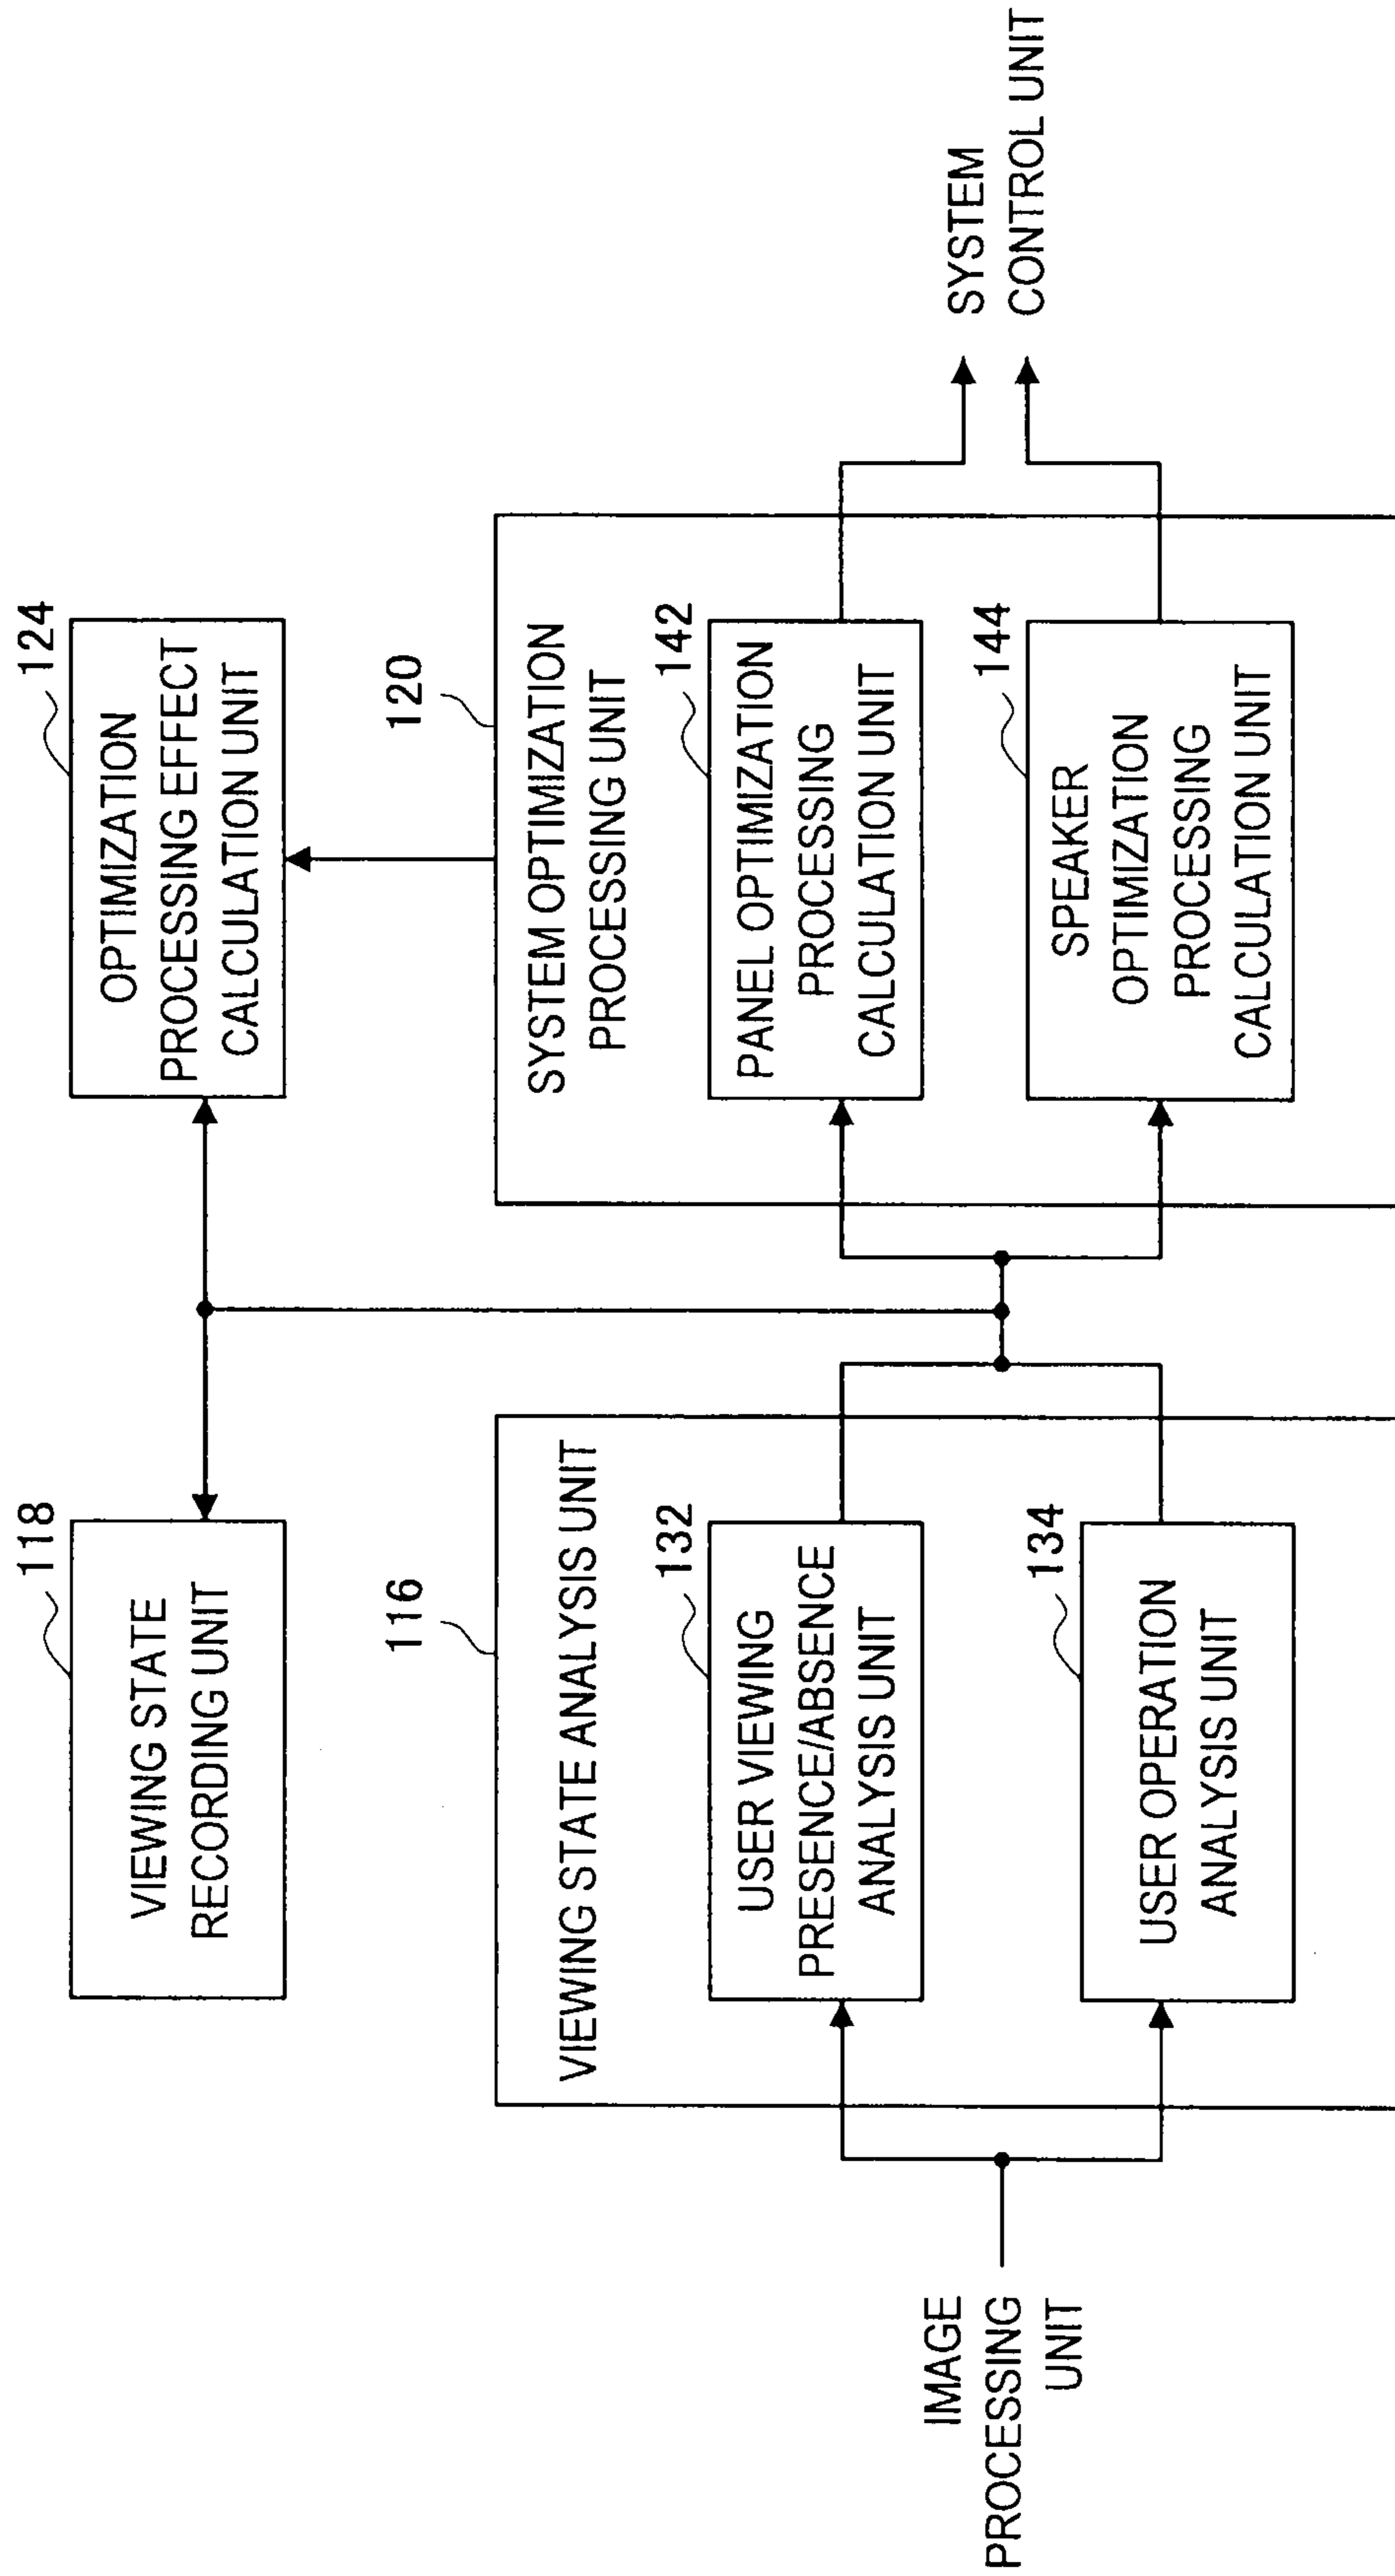 118
VIEWING STATE
RECORDING UNIT
124
OPTIMIZATION
PROCESSING EFFECT
CALCULATION UNIT
116
VIEWING STATE ANALYSIS UNIT
132
USER VIEWING
PRESENCE/ABSENCE
ANALYSIS UNIT
134
USER OPERATION
ANALYSIS UNIT
120
SYSTEM OPTIMIZATION
PROCESSING UNIT
142
PANEL OPTIMIZATION
PROCESSING
CALCULATION UNIT
144
SPEAKER
OPTIMIZATION
PROCESSING
CALCULATION UNIT
IMAGE
PROCESSING
UNIT
SYSTEM
CONTROL UNIT